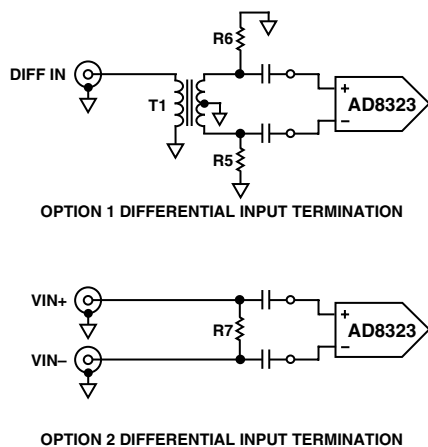 R6
DIFF IN
T1
+
AD8323
–
R5
OPTION 1 DIFFERENTIAL INPUT TERMINATION
VIN+
+
R7
AD8323
–
VIN–
OPTION 2 DIFFERENTIAL INPUT TERMINATION